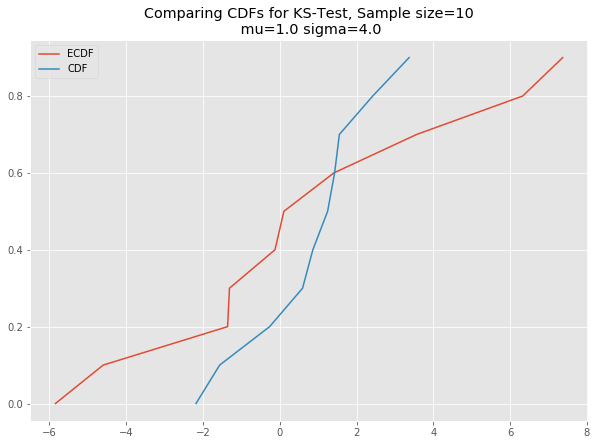 Comparing CDFs for KS-Test, Sample size=10
mu=1.0 sigma=4.0
ECDF
CDF
0.8
0.6
0.4
0.2
0.0
−6 −4 −2 0 2 4 6 8